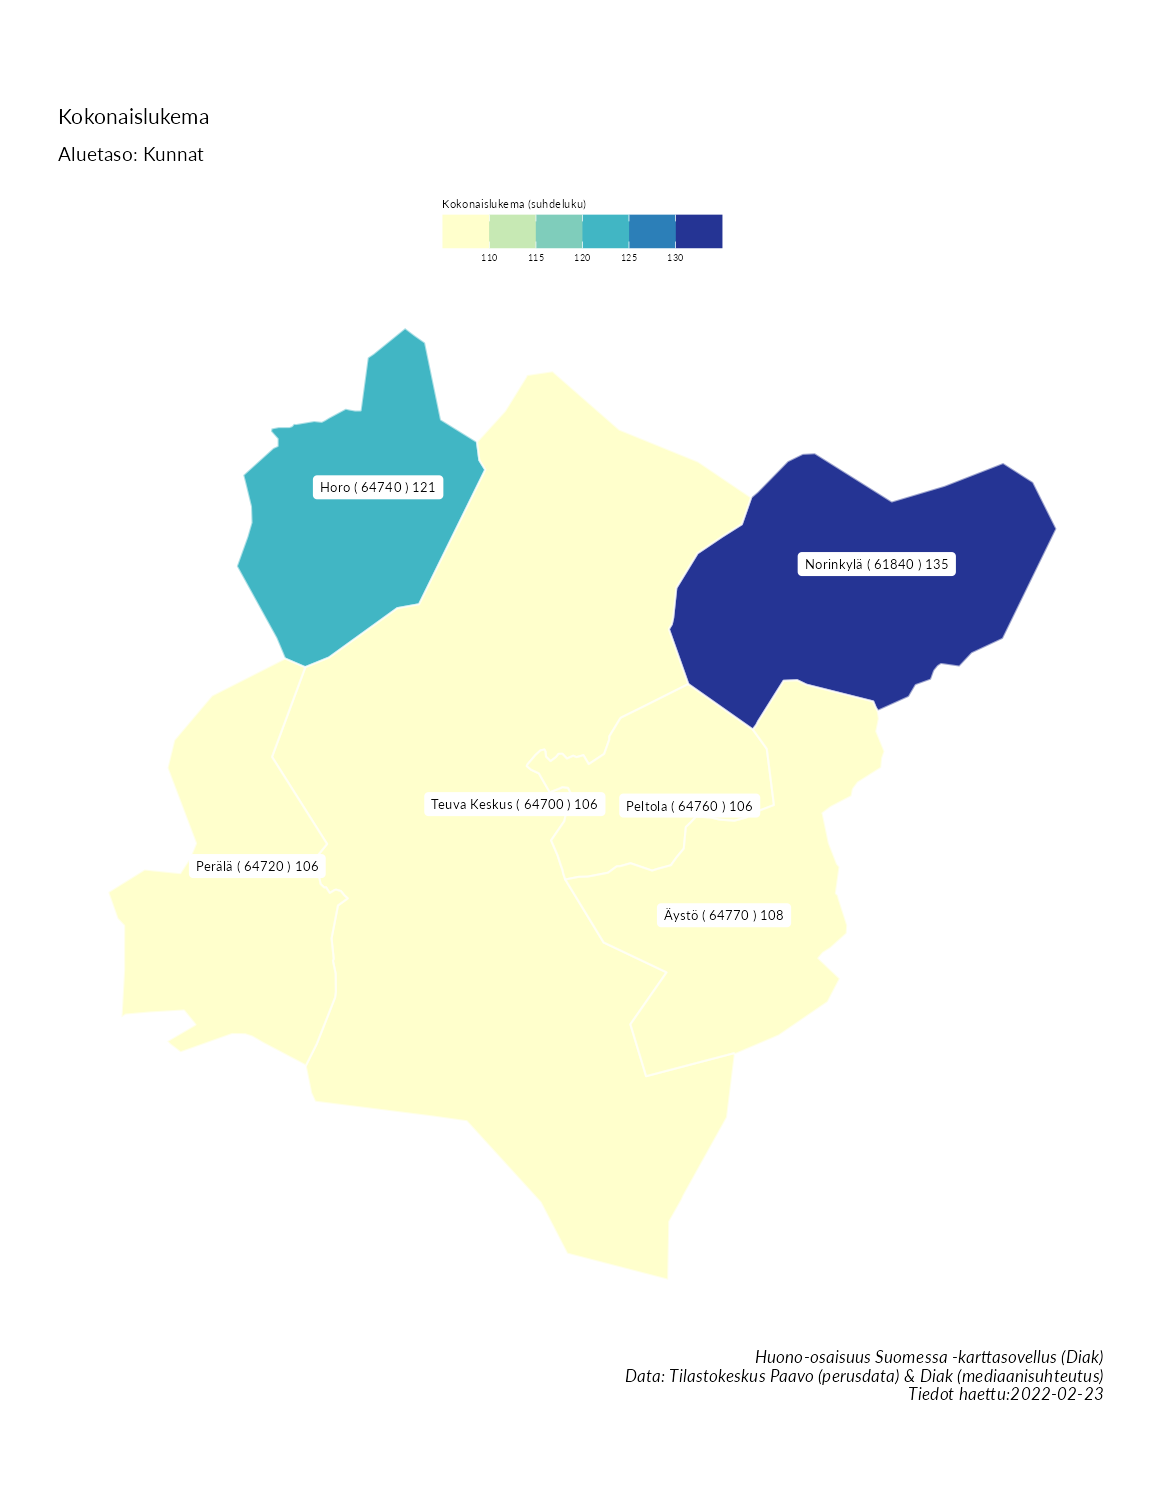 Kokonaislukema
Aluetaso: Kunnat
Kokonaislukema (suhdeluku)
110 115 120 125 130
Horo ( 64740 ) 121
Norinkylä ( 61840 ) 135
Teuva Keskus ( 64700 ) 106
Peltola ( 64760 ) 106
Perälä ( 64720 ) 106
Äystö ( 64770 ) 108
Huono-osaisuus Suomessa -karttasovellus (Diak)
Data: Tilastokeskus Paavo (perusdata) & Diak (mediaanisuhteutus)
Tiedot haettu:2022-02-23